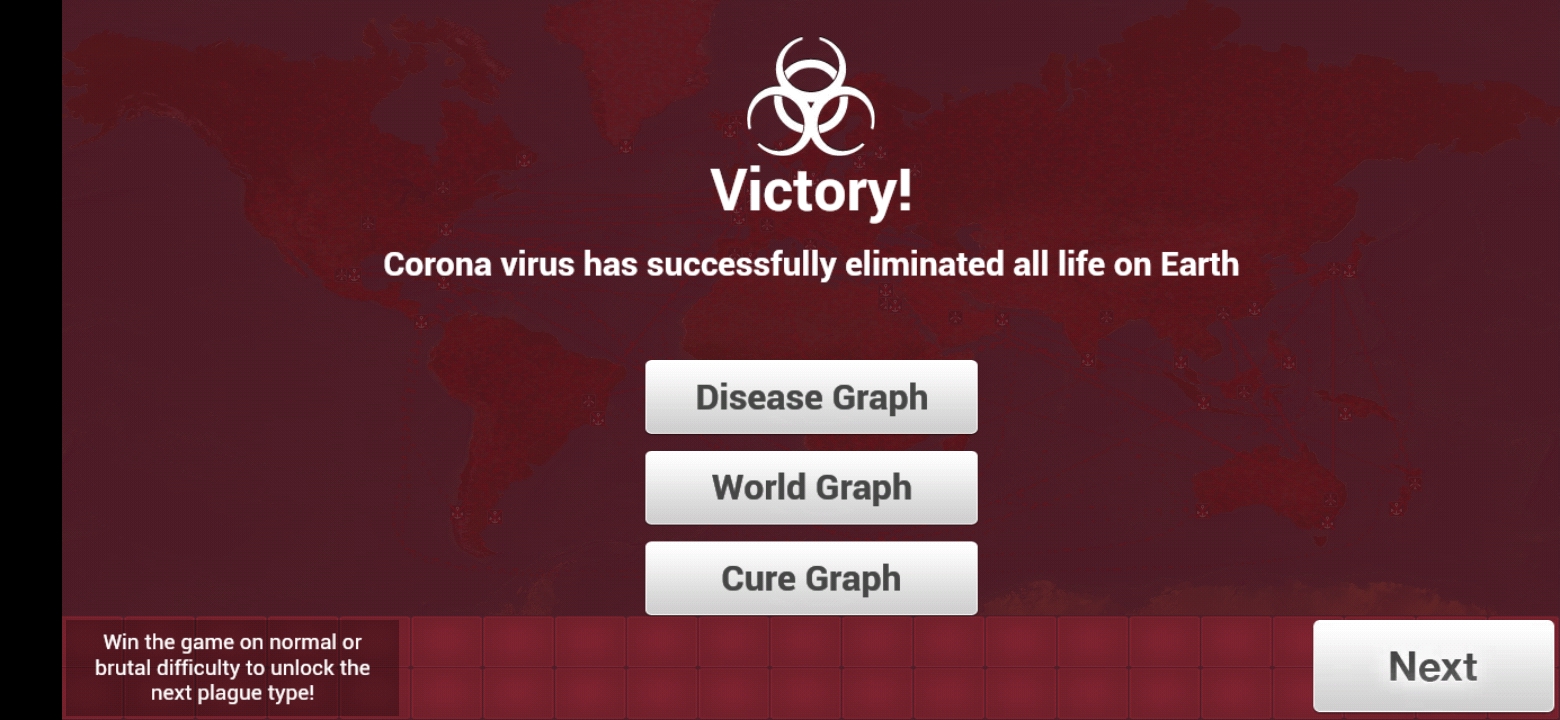 Victory!
Corona virus has successfully eliminated all life on Earth
Disease Graph
World Graph
Cure Graph
Win the game on normal or
brutal difficulty to unlock the
next plague type!
Next